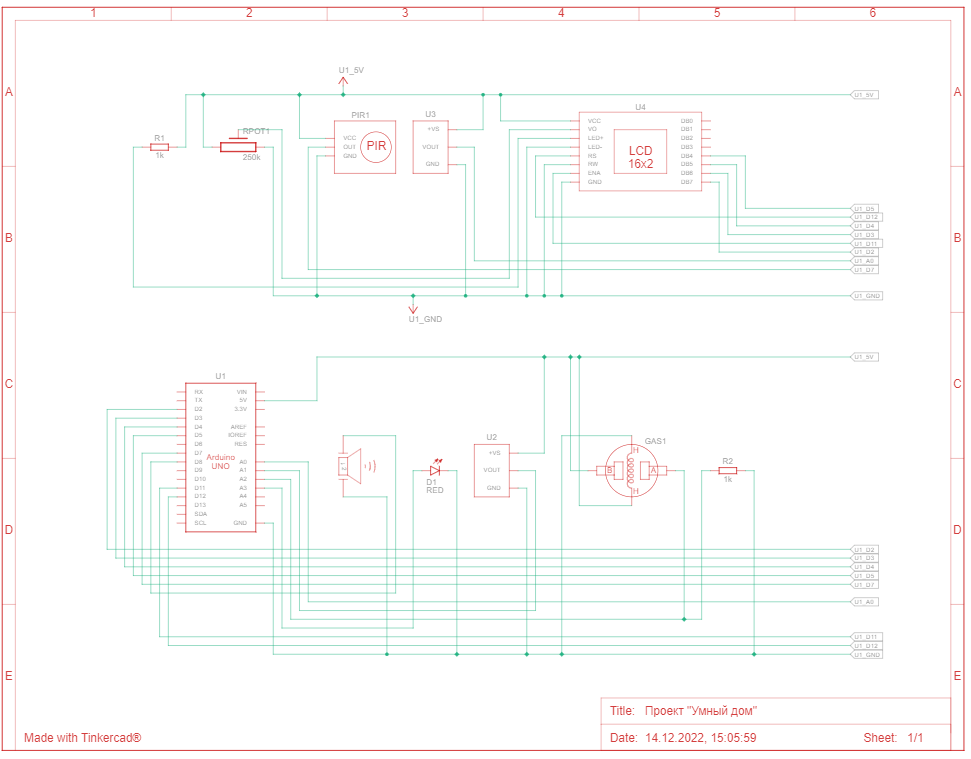 1 2 3 4 5 6
A A
B B
C C
D D
E E
U1_5V
U1_5V
R1
1k
RPOT1
250k
PIR1
VCC
OUT
GND
PIR
U3
+VS
VOUT
GND
U4
VCC
VO
LED+
LED-
RS
RW
ENA
GND
LCD
16x2
DB0
DB1
DB2
DB3
DB4
DB5
DB6
DB7
U1_D5
U1_D12
U1_D4
U1_D3
U1_D11
U1_D2
U1_A0
U1_D7
U1_GND
U1_GND
U1_5V
U1
RX
TX
D2
D3
D4
D5
D6
D7
D8
D9
D10
D11
D12
D13
SDA
SCL
Arduino
UNO
VIN
5V
3.3V
AREF
IOREF
RES
A0
A1
A2
A3
A4
A5
GND
D1
RED
U2
+VS
VOUT
GND
GAS1
H
B A
H
R2
1k
U1_D2
U1_D3
U1_D4
U1_D5
U1_D7
U1_A0
U1_D11
U1_D12
U1_GND
Title: Проект "Умный дом"
Made with Tinkercad®
Date: 14.12.2022, 15:05:59 Sheet: 1/1